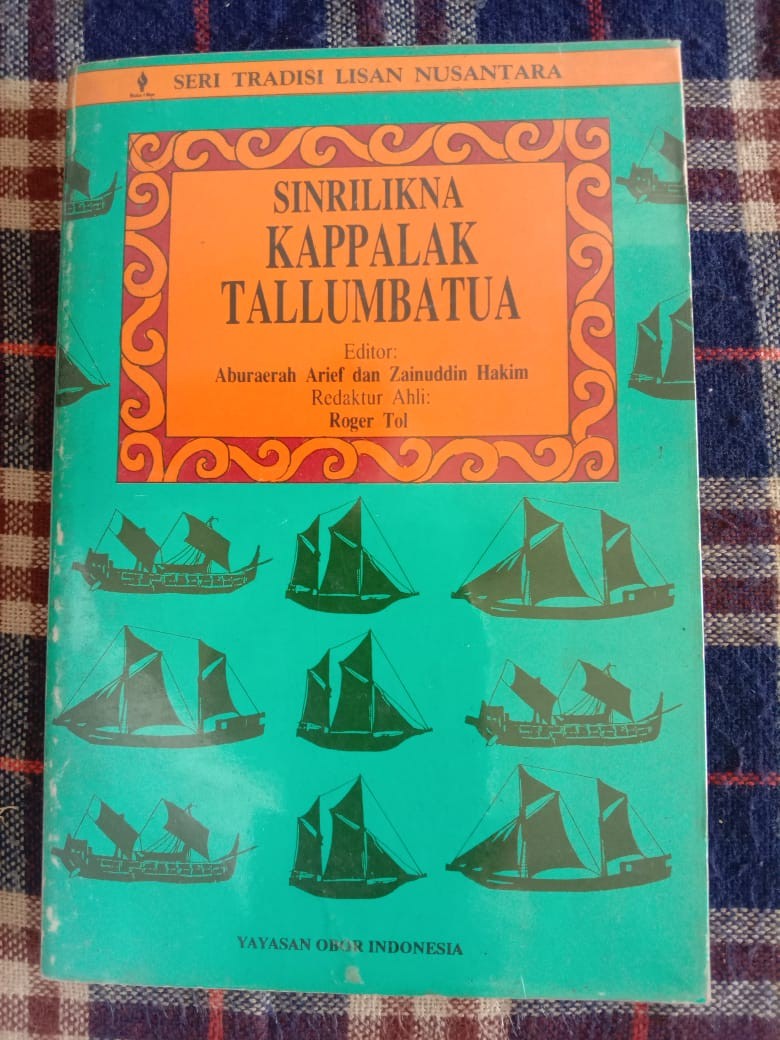 SERI TRADISI LISAN NUSANTARA
SINRILIKNA
KAPPALAK
TALLUMBATUA
Editor:
Aburaerah Arief dan Zainuddin Hakim
Redaktur Ahli:
Roger Tol
YAYASAN OBOR INDONESIA